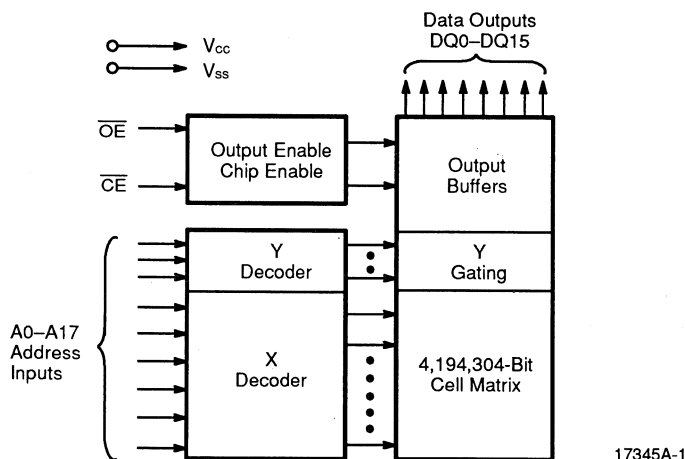 Data Outputs
DQ0–DQ15
VCC
VSS
OE
CE
Output Enable
Chip Enable
Output
Buffers
Y
Decoder
Y
Gating
A0–A17
Address
Inputs
X
Decoder
4,194,304-Bit
Cell Matrix
17345A-1